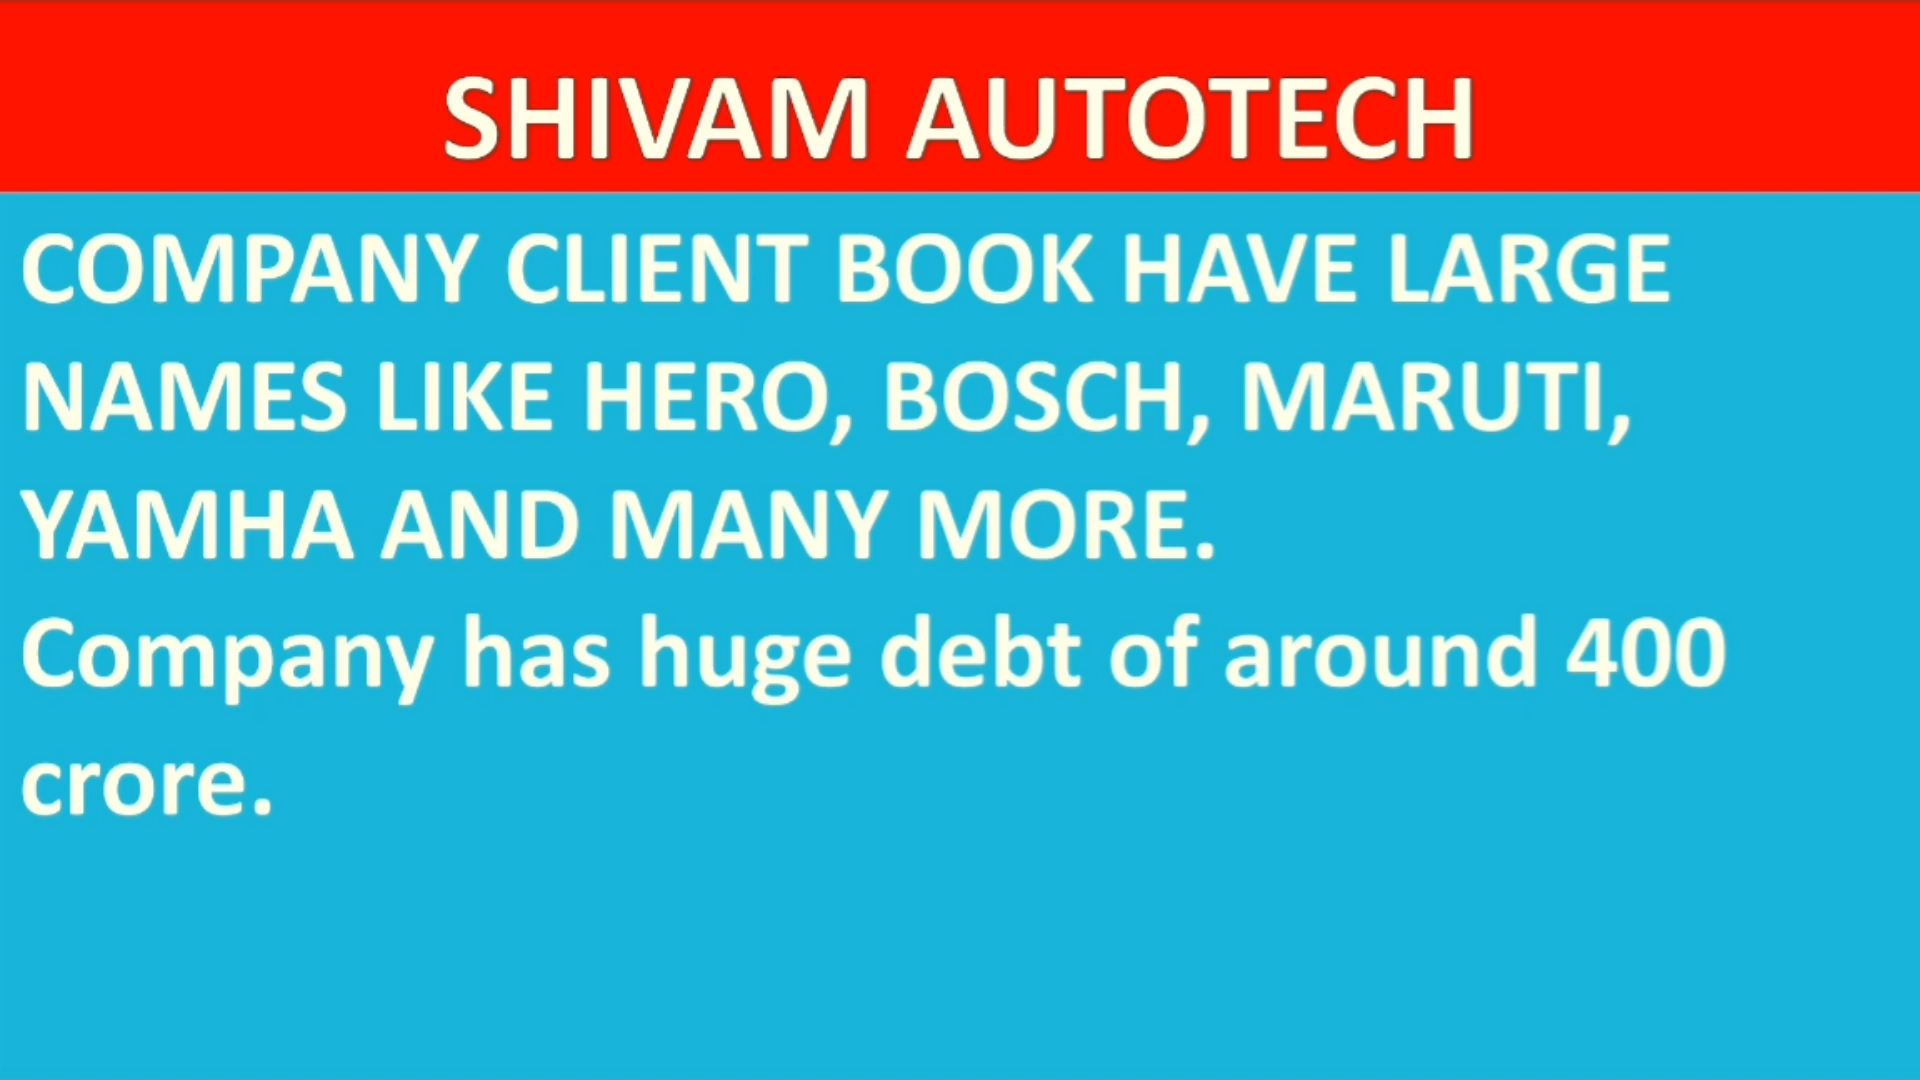 SHIVAM AUTOTECH
COMPANY CLIENT BOOK HAVE LARGE
NAMES LIKE HERO, BOSCH, MARUTI,
YAMHA AND MANY MORE.
Company has huge debt of around 400
crore.